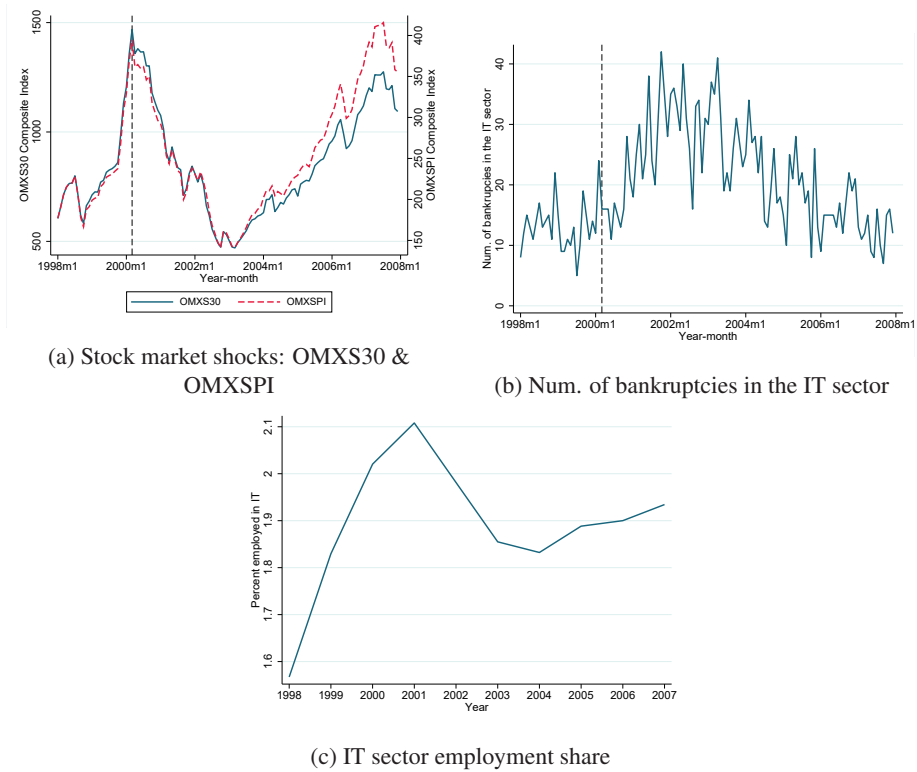 1500
1000
500
OMXS30 Composite Index
400
350
300
250
200
150
OMXSPI Composite Index
1998m1 2000m1 2002m1 2004m1 2006m1 2008m1
Year-month
OMXS30 OMXSPI
(a) Stock market shocks: OMXS30 &
OMXSPI
40
30
20
10
0
Num. of bankruptcies in the IT sector
1998m1 2000m1 2002m1 2004m1 2006m1 2008m1
Year-month
(b) Num. of bankruptcies in the IT sector
2.1
2
1.9
1.8
1.7
1.6
Percent employed in IT
1998 1999 2000 2001 2002 2003 2004 2005 2006 2007
Year
(c) IT sector employment share